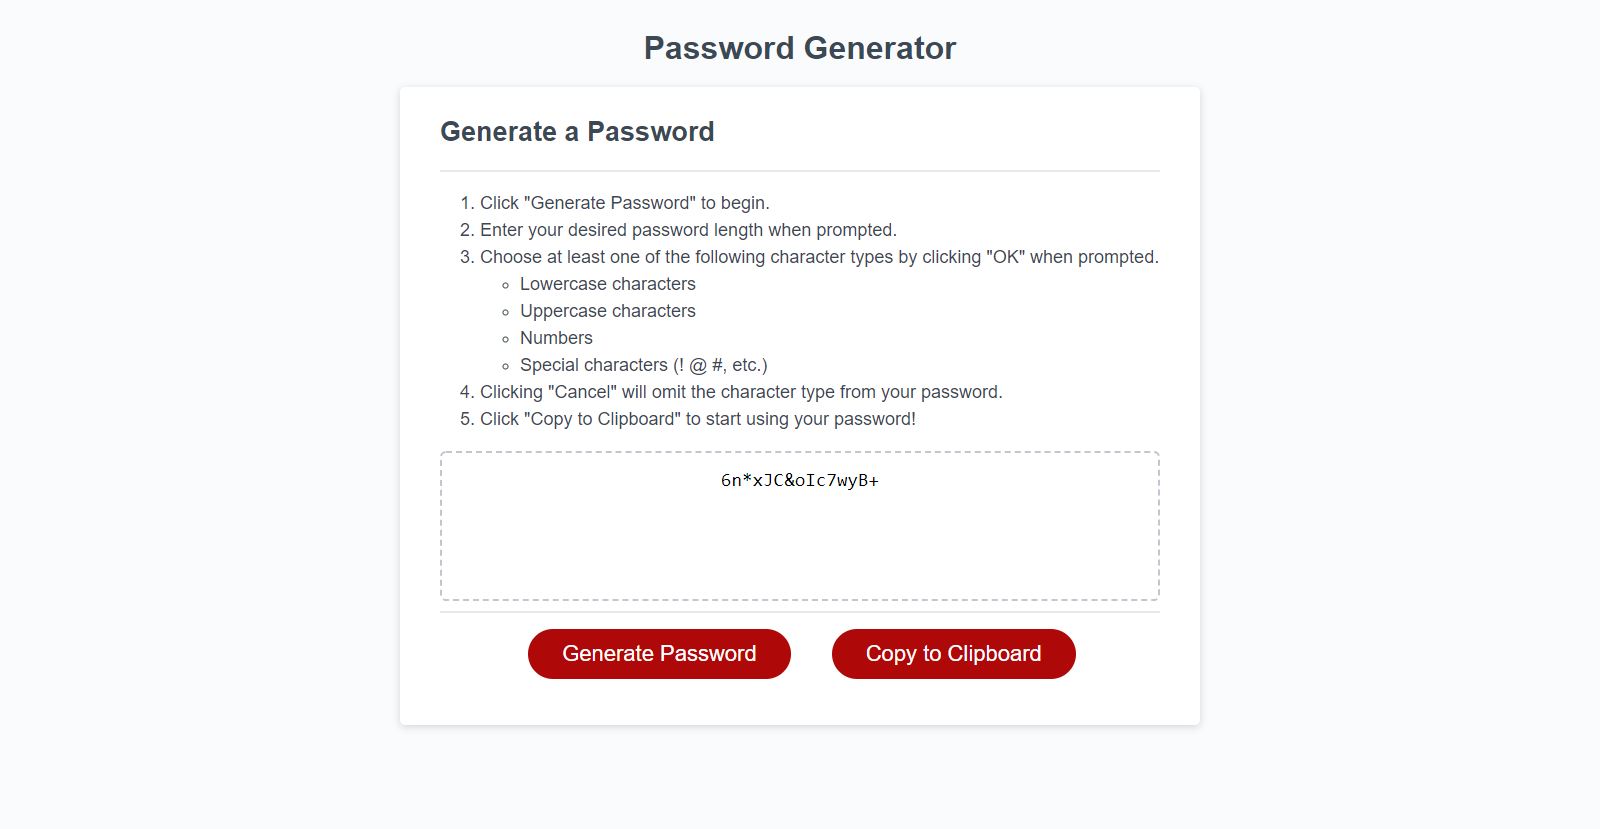 Password Generator
Generate a Password
1. Click "Generate Password" to begin.
2. Enter your desired password length when prompted.
3. Choose at least one of the following character types by clicking "OK" when prompted.
◦ Lowercase characters
◦ Uppercase characters
◦ Numbers
◦ Special characters (! @ #, etc.)
4. Clicking "Cancel" will omit the character type from your password.
5. Click "Copy to Clipboard" to start using your password!
6n*xJC&oIc7wyB+
Generate Password
Copy to Clipboard